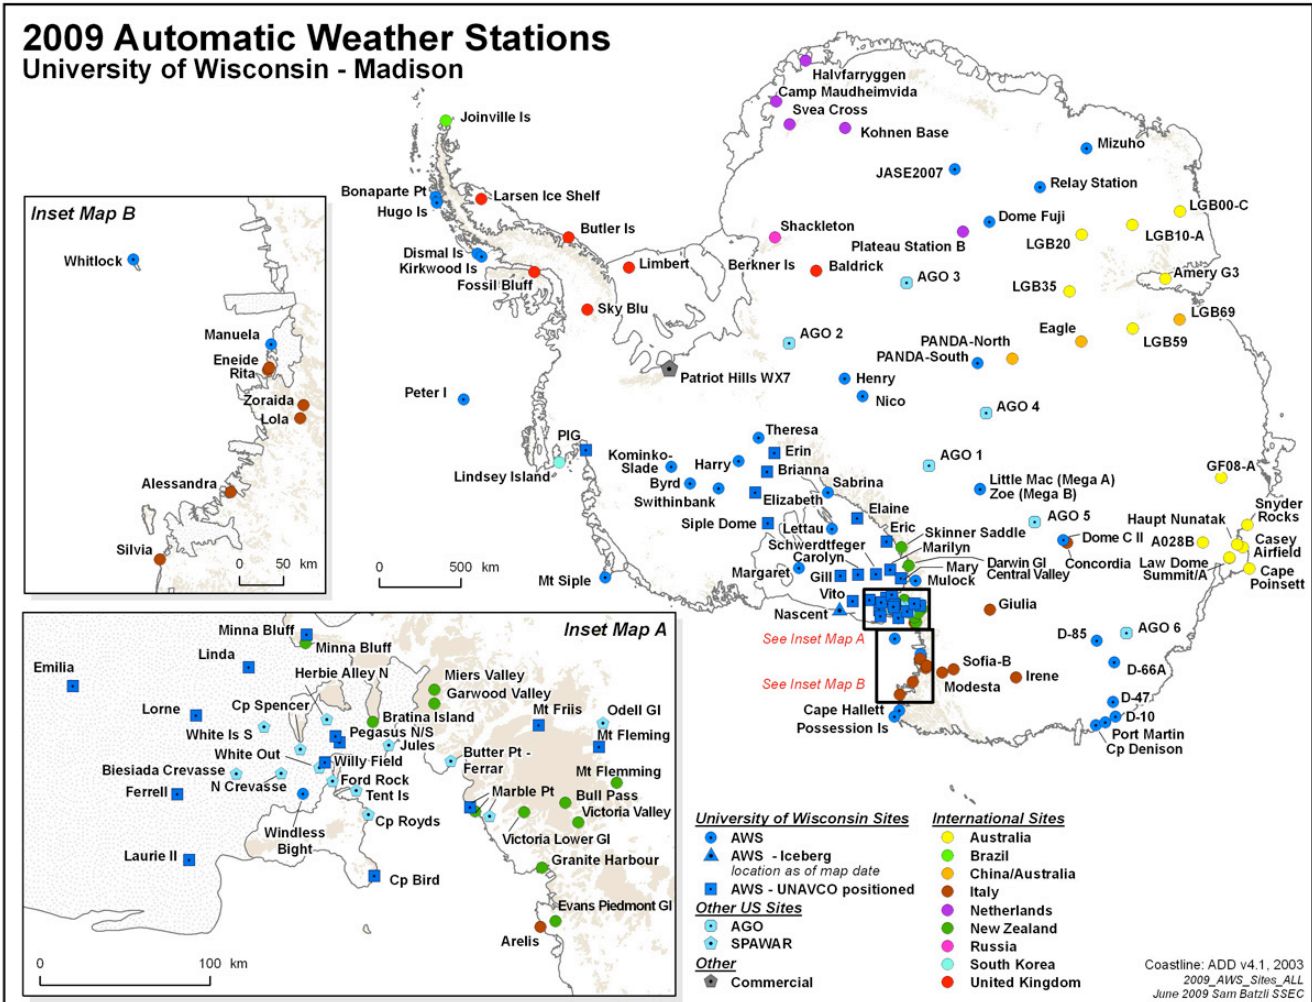 2009 Automatic Weather Stations
University of Wisconsin - Madison
Halvfarryggen
Camp Maudheimvida
Svea Cross
Kohnen Base
Joinville Is
Mizuho
JASE2007
Relay Station
Bonaparte Pt
Hugo Is
Larsen Ice Shelf
LGB00-C
Dome Fuji
LGB10-A
LGB20
Shackleton
Plateau Station B
Butler Is
Dismal Is
Kirkwood Is
Fossil Bluff
Limbert
Berkner Is
Baldrick
AGO 3
Amery G3
LGB35
Sky Blu
LGB69
AGO 2
Eagle
LGB59
PANDA-North
PANDA-South
Patriot Hills WX7
Henry
Nico
Peter I
AGO 4
Theresa
PIG
Lindsey Island
Kominko-
Slade
Byrd
Swithinbank
Harry
Erin
Brianna
Elizabeth
Sabrina
AGO 1
GF08-A
Little Mac (Mega A)
Zoe (Mega B)
Siple Dome
Lettau
Elaine
Eric
AGO 5
Snyder
Rocks
Haupt Nunatak
A028B
Casey
Airfield
Law Dome
Summit/A
Cape
Poinsett
Dome C II
Concordia
Skinner Saddle
Schwerdtfeger
Carolyn
Marilyn
Mary
Darwin Gl
Central Valley
Mulock
Mt Siple
Margaret
Gill
Vito
Nascent
Giulia
See Inset Map A
See Inset Map B
D-85
AGO 6
D-66A
Sofia-B
Modesta
Irene
D-47
D-10
Port Martin
Cp Denison
Cape Hallett
Possession Is
0 500 km
Inset Map B
Whitlock
Manuela
Eneide
Rita
Zoraida
Lola
Alessandra
Silvia
0 50 km
Inset Map A
Minna Bluff
Minna Bluff
Linda
Emilia
Herbie Alley N
Miers Valley
Garwood Valley
Cp Spencer
Lorne
Bratina Island
Mt Friis
Odell Gl
White Is S
Pegasus N/S
Jules
Mt Fleming
White Out
Willy Field
Butter Pt -
Ferrar
Biesiada Crevasse
N Crevasse
Ford Rock
Tent Is
Mt Flemming
Ferrell
Marble Pt
Bull Pass
Victoria Valley
Cp Royds
Windless
Bight
Victoria Lower Gl
Laurie II
Granite Harbour
Cp Bird
Evans Piedmont Gl
Arelis
0 100 km
University of Wisconsin Sites
AWS
AWS - Iceberg
location as of map date
AWS - UNAVCO positioned
Other US Sites
AGO
SPAWAR
Other
Commercial
International Sites
Australia
Brazil
China/Australia
Italy
Netherlands
New Zealand
Russia
South Korea
United Kingdom
Coastline: ADD v4.1, 2003
2009_AWS_Sites_ALL
June 2009 Sam Batzli SSEC